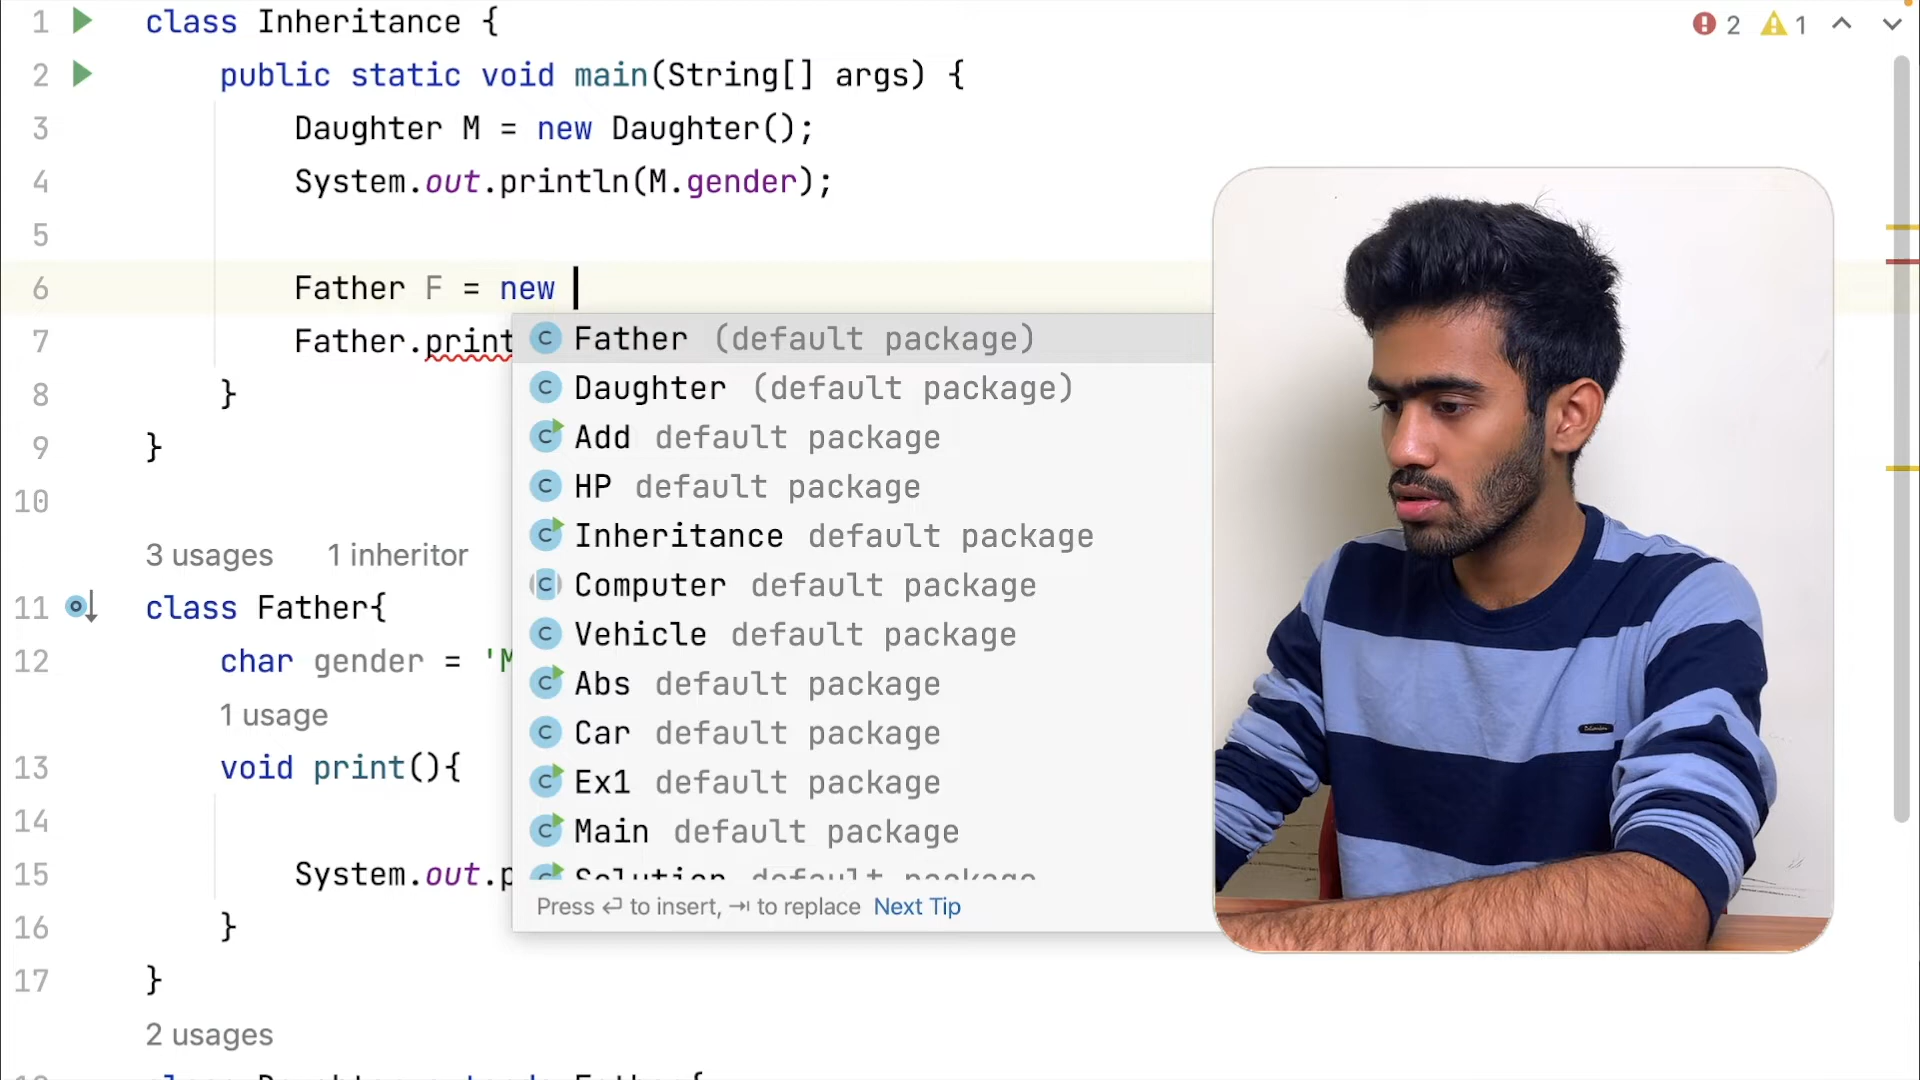 2 1
1 class Inheritance {
2 public static void main(String[] args) {
3 Daughter M = new Daughter();
4 System.out.println(M.gender);
5
6 Father F = new
7 Father.print
8 }
9 }
10
3 usages 1 inheritor
11 class Father{
12 char gender = 'M
1 usage
13 void print(){
14
15 System.out.p
16 }
17 }
2 usages
Father (default package)
Daughter (default package)
Add default package
HP default package
Inheritance default package
Computer default package
Vehicle default package
Abs default package
Car default package
Ex1 default package
Main default package
Solution default package
Press ↵ to insert, ⇥ to replace Next Tip